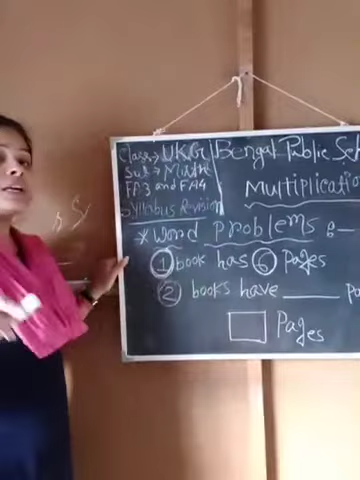 Class → UKG
Sub → Maths
FA3 and FA4
Syllabus Revision
Bengal Public Sch
Multiplication
* Word Problems :-
1 book has 6 Pages
2 books have ______ pa
Pages